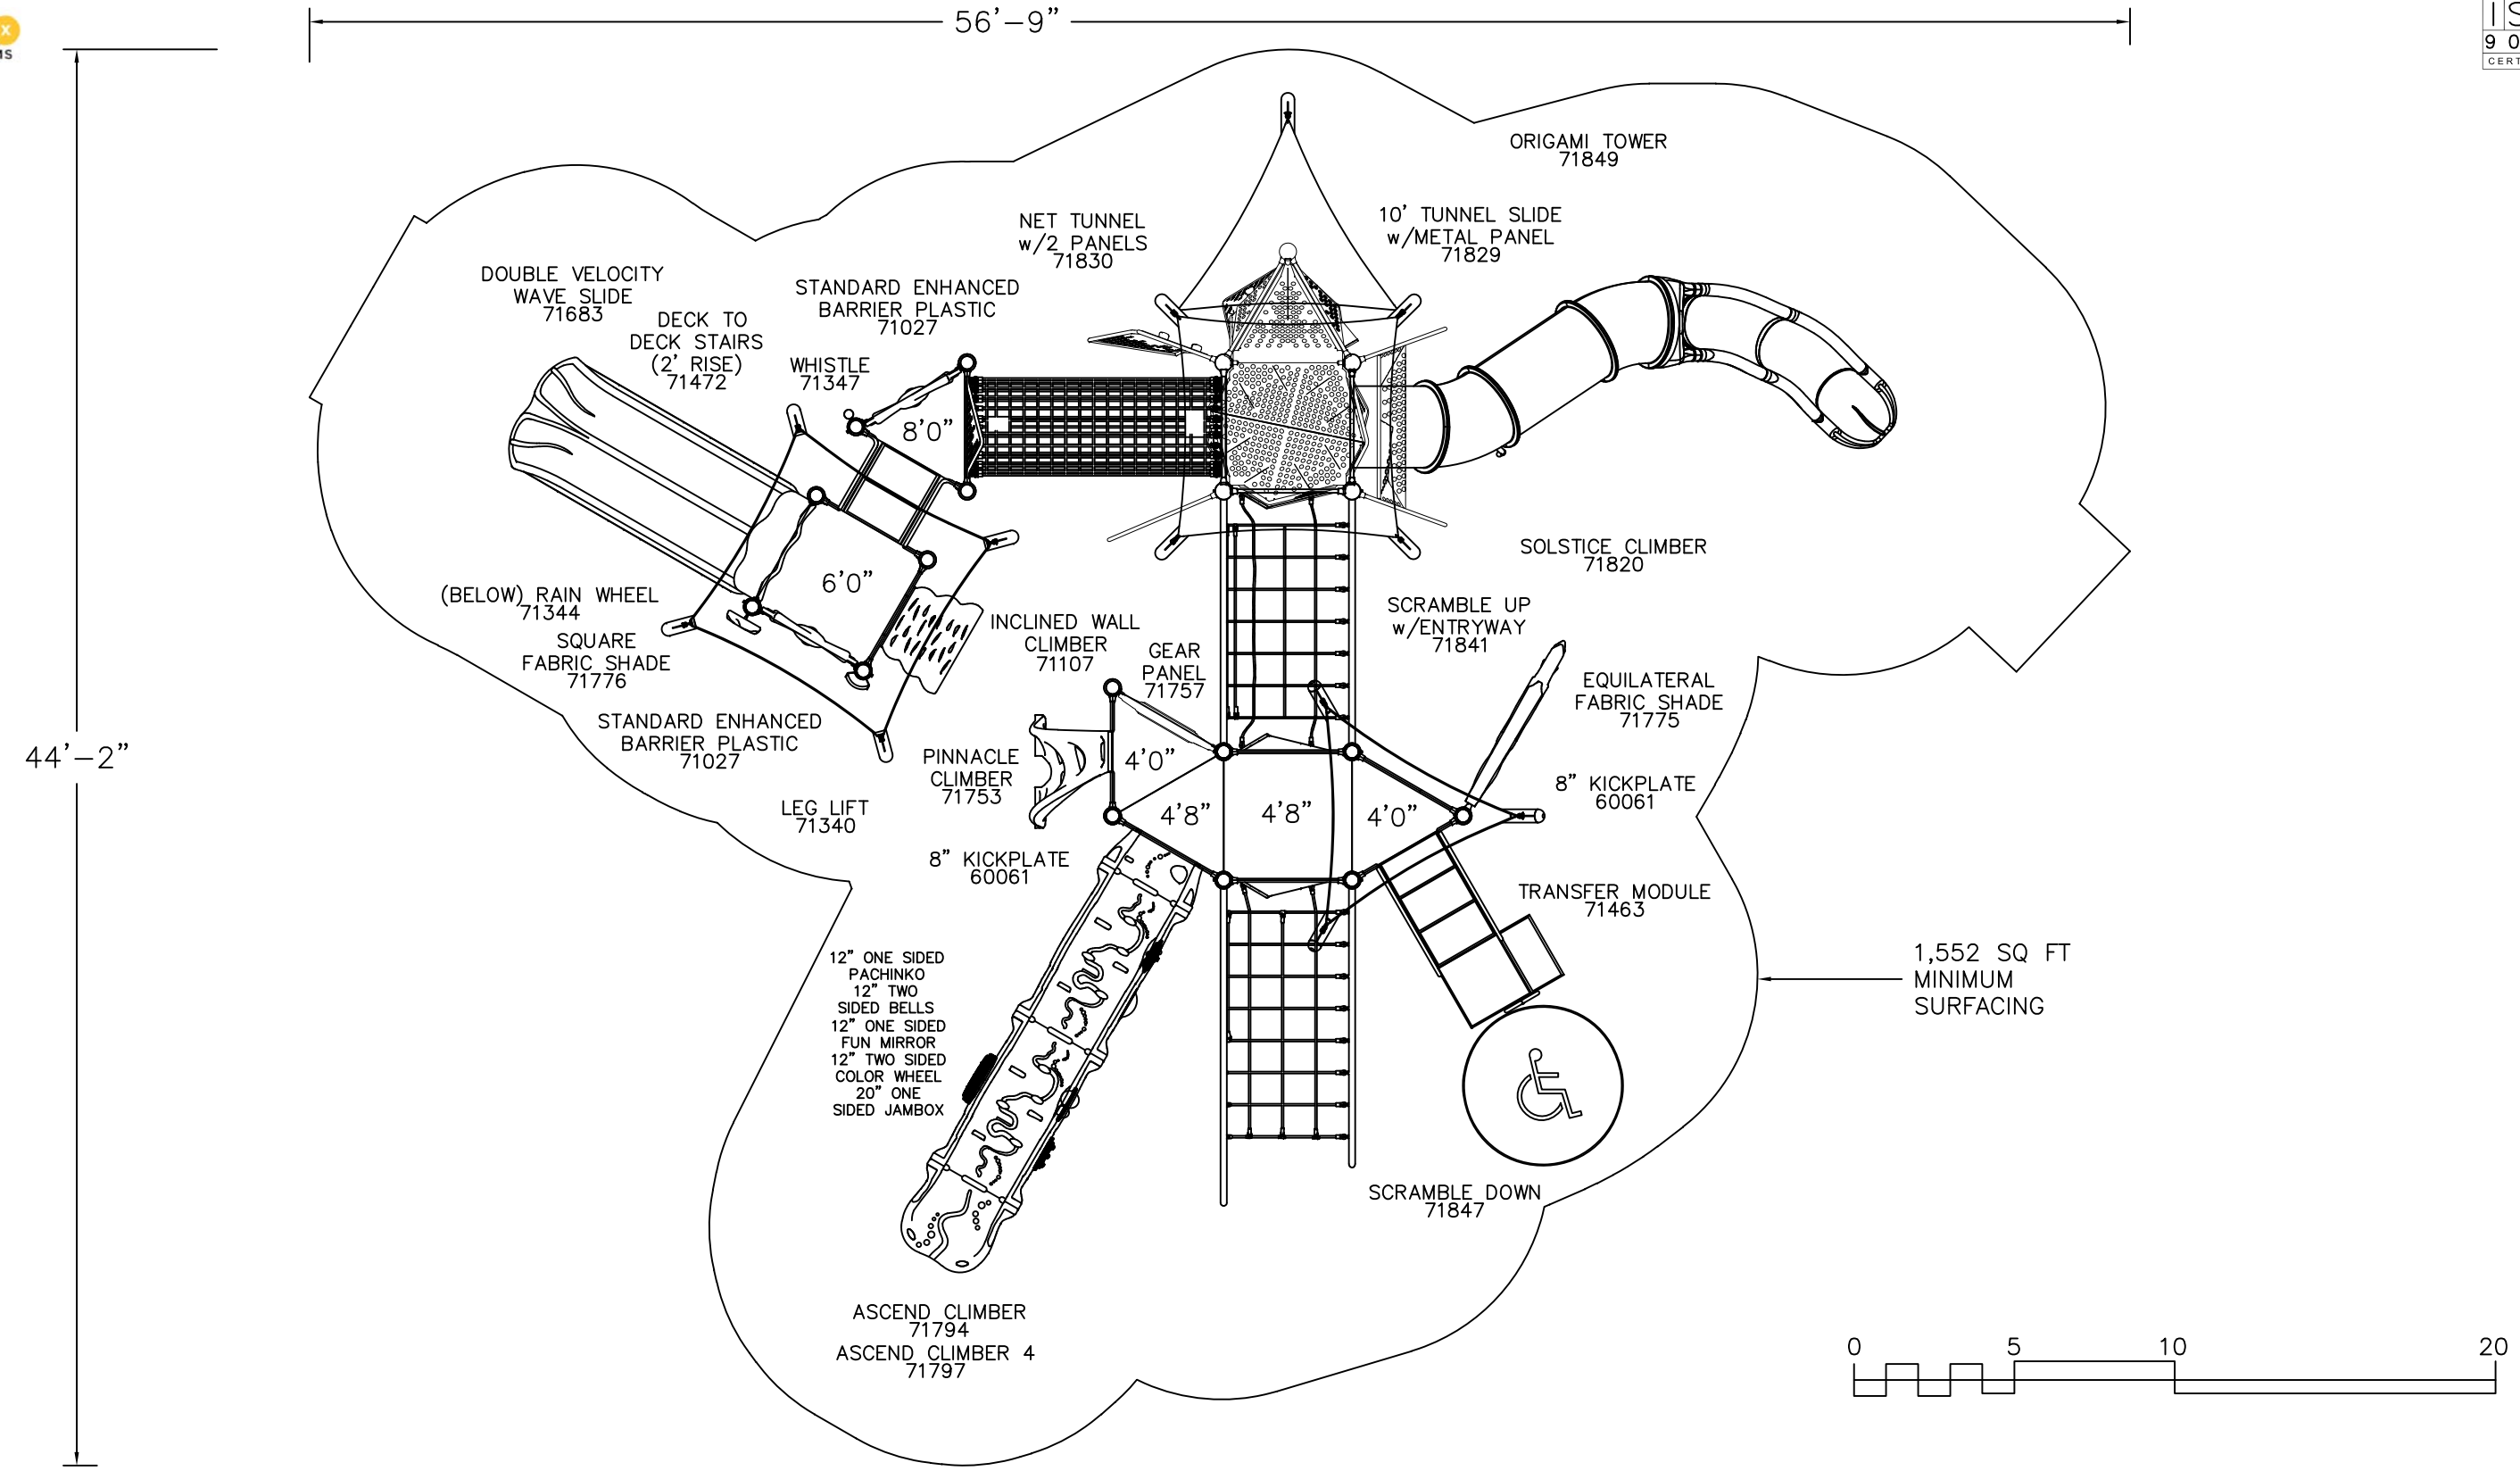 56'-9"
X
MS
9 0
CERT
44'-2"
ORIGAMI TOWER
71849
NET TUNNEL
w/2 PANELS
71830
10' TUNNEL SLIDE
w/METAL PANEL
71829
DOUBLE VELOCITY
WAVE SLIDE
71683
STANDARD ENHANCED
BARRIER PLASTIC
71027
DECK TO
DECK STAIRS
(2' RISE)
71472
WHISTLE
71347
8'0"
SOLSTICE CLIMBER
71820
6'0"
(BELOW) RAIN WHEEL
71344
SCRAMBLE UP
w/ENTRYWAY
71841
INCLINED WALL
CLIMBER
71107
SQUARE
FABRIC SHADE
71776
GEAR
PANEL
71757
EQUILATERAL
FABRIC SHADE
71775
STANDARD ENHANCED
BARRIER PLASTIC
71027
PINNACLE
CLIMBER
71753
4'0"
8" KICKPLATE
60061
LEG LIFT
71340
4'8"
4'8"
4'0"
8" KICKPLATE
60061
TRANSFER MODULE
71463
1,552 SQ FT
MINIMUM
SURFACING
12" ONE SIDED
PACHINKO
12" TWO
SIDED BELLS
12" ONE SIDED
FUN MIRROR
12" TWO SIDED
COLOR WHEEL
20" ONE
SIDED JAMBOX
SCRAMBLE DOWN
71847
ASCEND CLIMBER
71794
ASCEND CLIMBER 4
71797
0 5 10 20